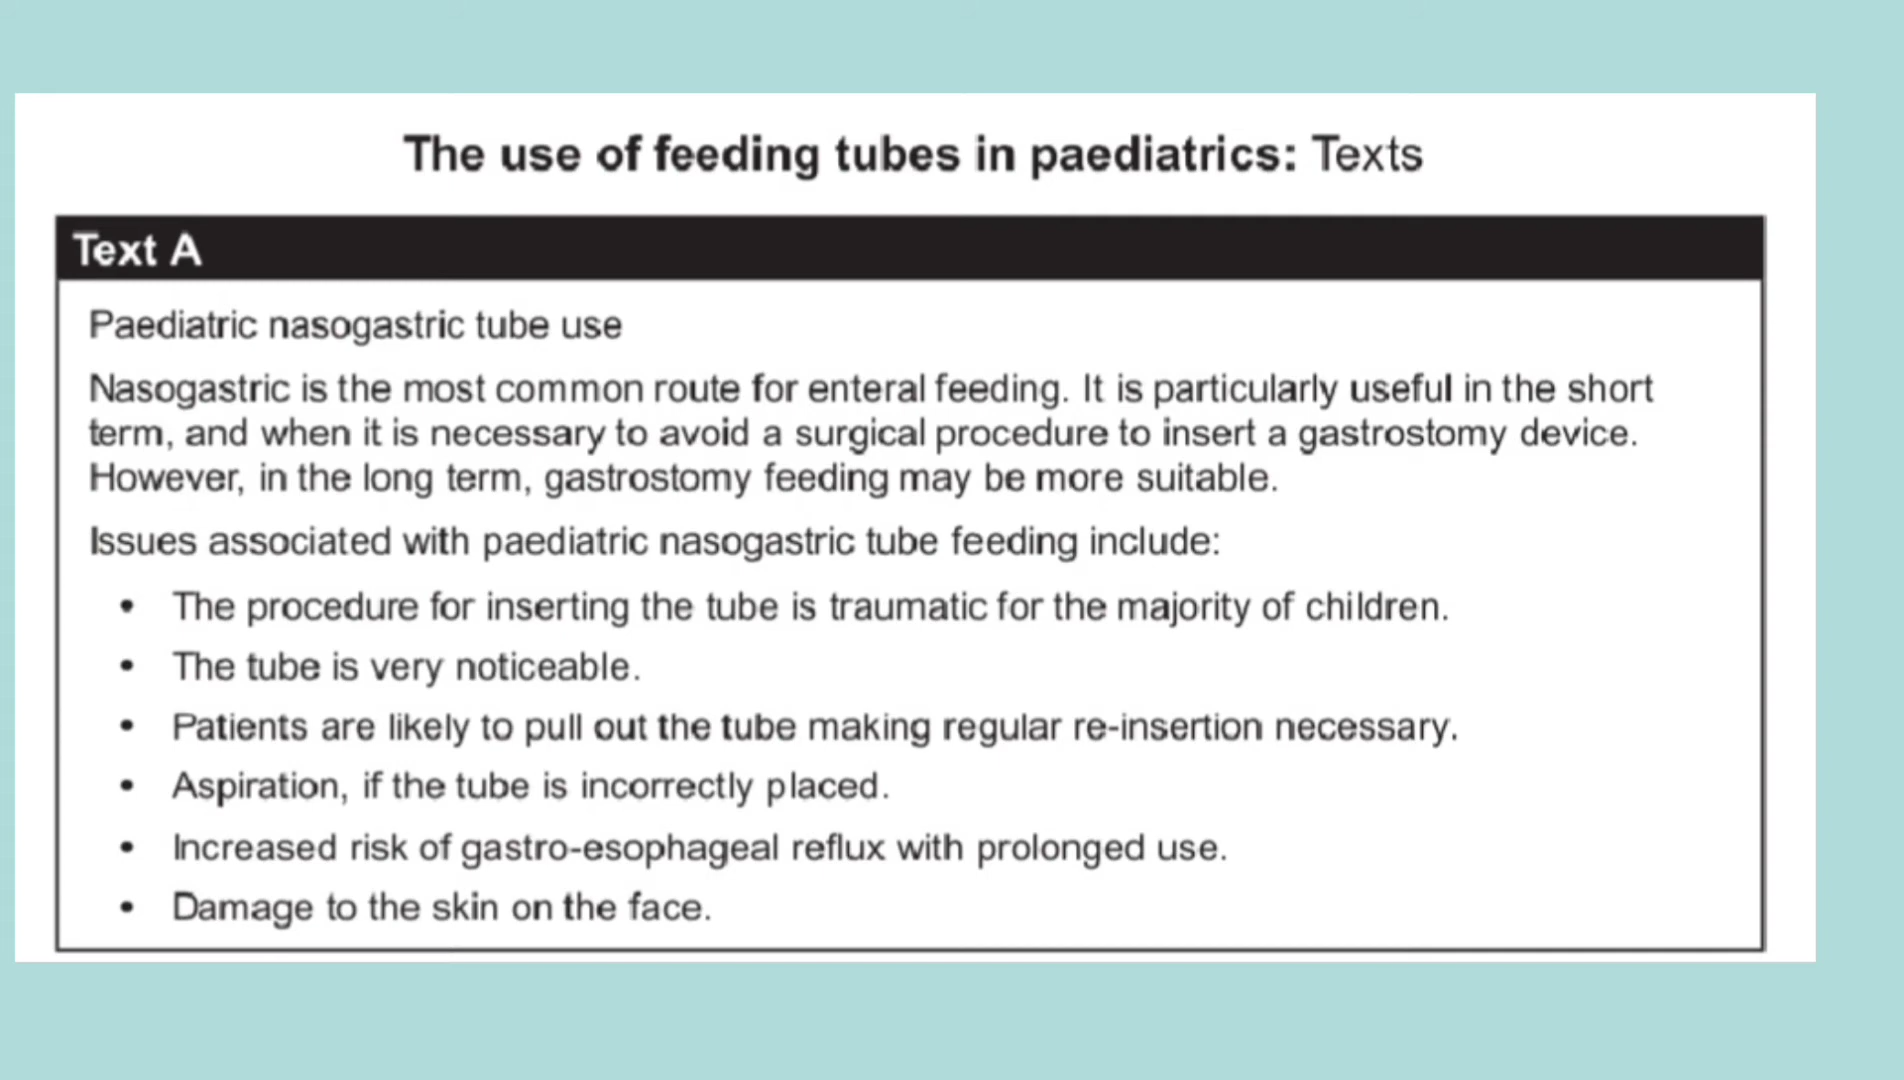 The use of feeding tubes in paediatrics: Texts
Text A
Paediatric nasogastric tube use
Nasogastric is the most common route for enteral feeding. It is particularly useful in the short
term, and when it is necessary to avoid a surgical procedure to insert a gastrostomy device.
However, in the long term, gastrostomy feeding may be more suitable.
Issues associated with paediatric nasogastric tube feeding include:
• The procedure for inserting the tube is traumatic for the majority of children.
• The tube is very noticeable.
• Patients are likely to pull out the tube making regular re-insertion necessary.
• Aspiration, if the tube is incorrectly placed.
• Increased risk of gastro-esophageal reflux with prolonged use.
• Damage to the skin on the face.